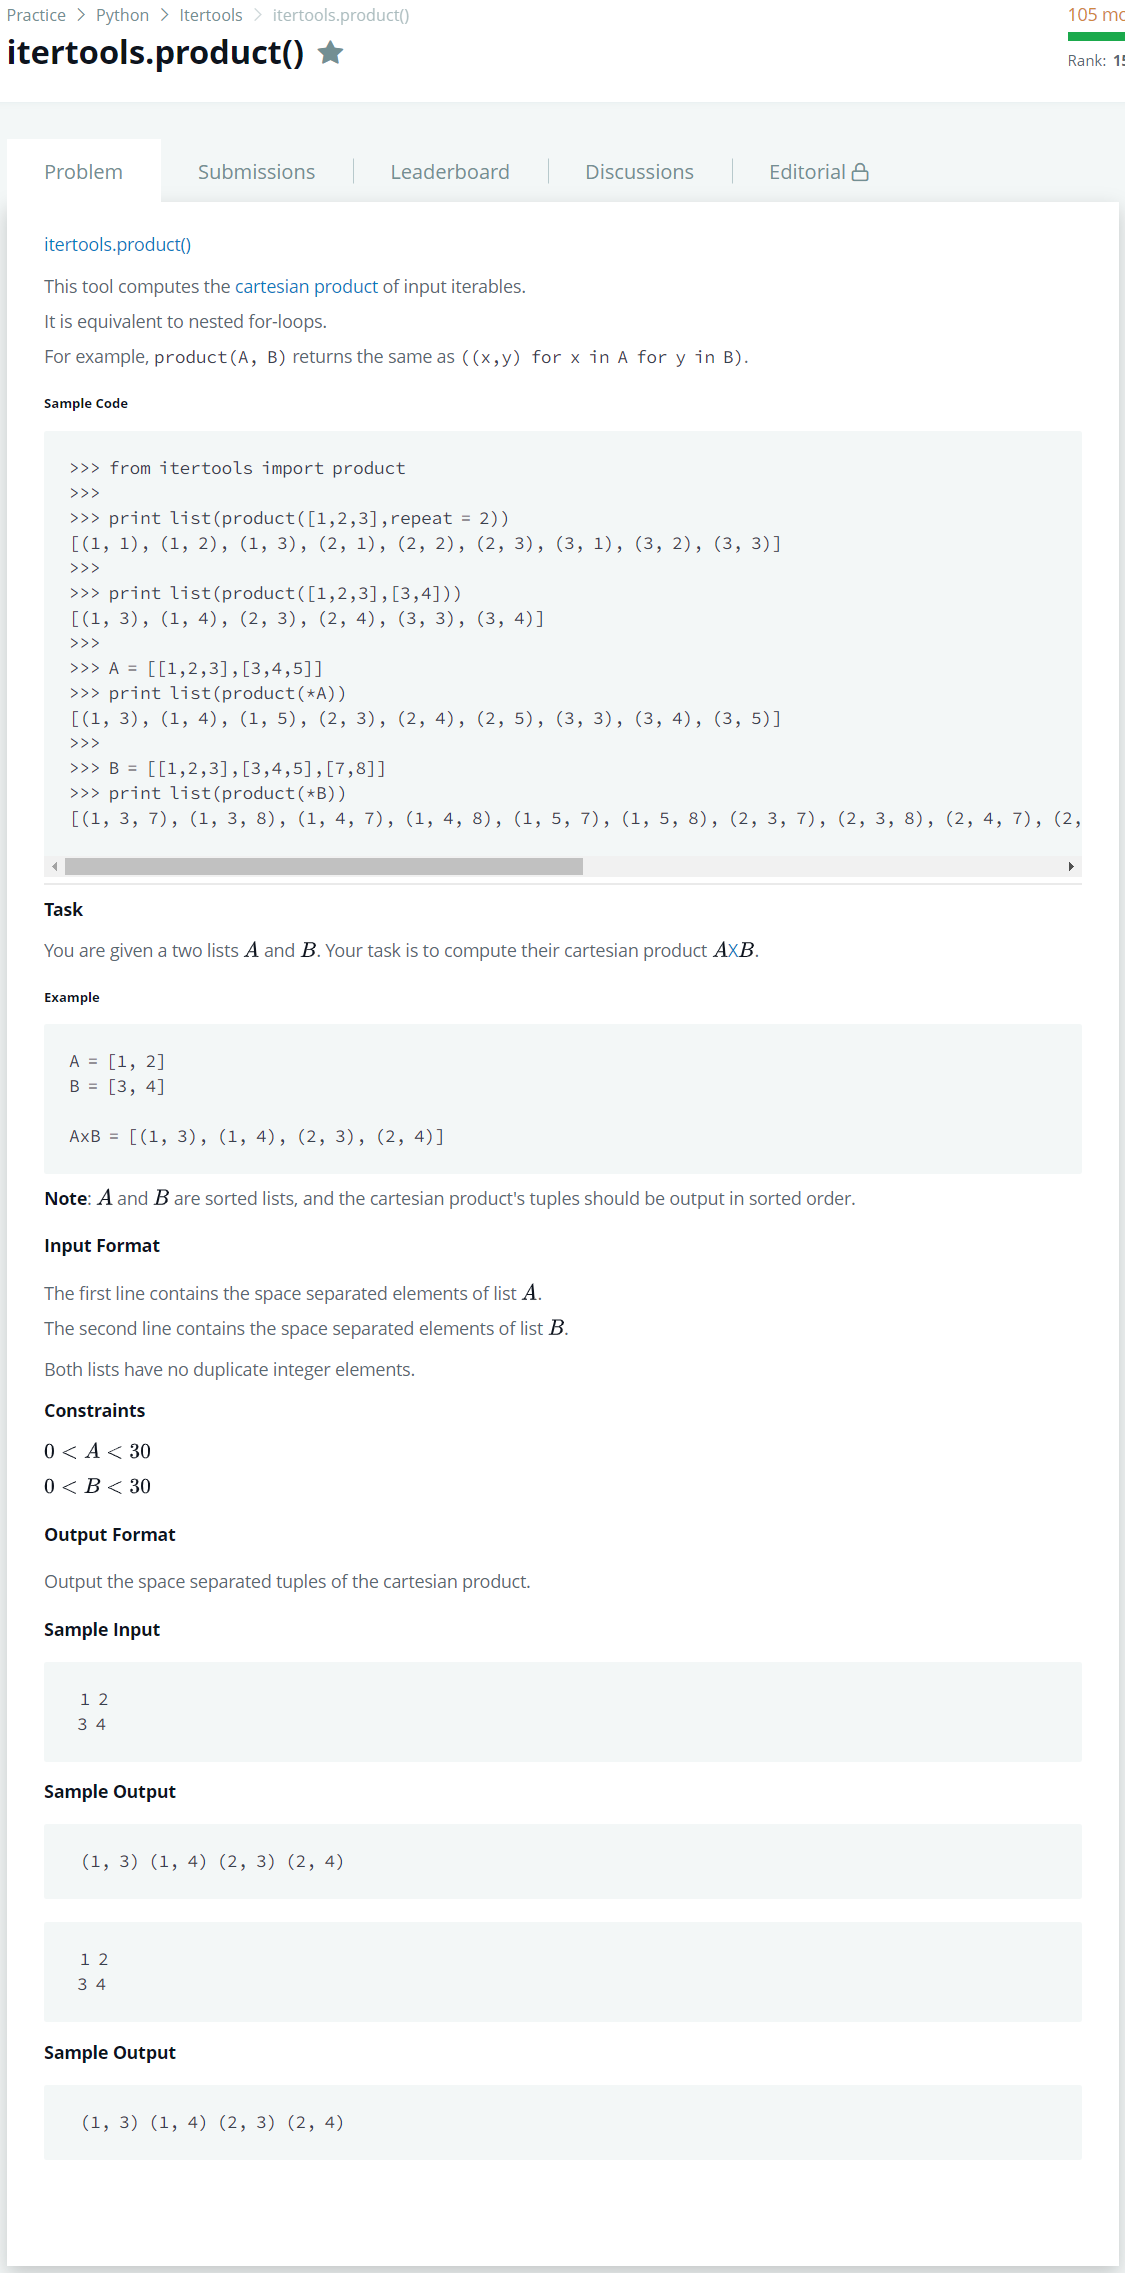 Practice > Python > Itertools > itertools.product()
105 mo
itertools.product() ★
Rank: 15
Problem
Submissions
Leaderboard
Discussions
Editorial
itertools.product()
This tool computes the cartesian product of input iterables.
It is equivalent to nested for-loops.
For example, product(A, B) returns the same as ((x,y) for x in A for y in B).
Sample Code
>>> from itertools import product
>>>
>>> print list(product([1,2,3],repeat = 2))
[(1, 1), (1, 2), (1, 3), (2, 1), (2, 2), (2, 3), (3, 1), (3, 2), (3, 3)]
>>>
>>> print list(product([1,2,3],[3,4]))
[(1, 3), (1, 4), (2, 3), (2, 4), (3, 3), (3, 4)]
>>>
>>> A = [[1,2,3],[3,4,5]]
>>> print list(product(*A))
[(1, 3), (1, 4), (1, 5), (2, 3), (2, 4), (2, 5), (3, 3), (3, 4), (3, 5)]
>>>
>>> B = [[1,2,3],[3,4,5],[7,8]]
>>> print list(product(*B))
[(1, 3, 7), (1, 3, 8), (1, 4, 7), (1, 4, 8), (1, 5, 7), (1, 5, 8), (2, 3, 7), (2, 3, 8), (2, 4, 7), (2,
Task
You are given a two lists A and B. Your task is to compute their cartesian product AXB.
Example
A = [1, 2]
B = [3, 4]
AxB = [(1, 3), (1, 4), (2, 3), (2, 4)]
Note: A and B are sorted lists, and the cartesian product's tuples should be output in sorted order.
Input Format
The first line contains the space separated elements of list A.
The second line contains the space separated elements of list B.
Both lists have no duplicate integer elements.
Constraints
0 < A < 30
0 < B < 30
Output Format
Output the space separated tuples of the cartesian product.
Sample Input
1 2
3 4
Sample Output
(1, 3) (1, 4) (2, 3) (2, 4)
1 2
3 4
Sample Output
(1, 3) (1, 4) (2, 3) (2, 4)